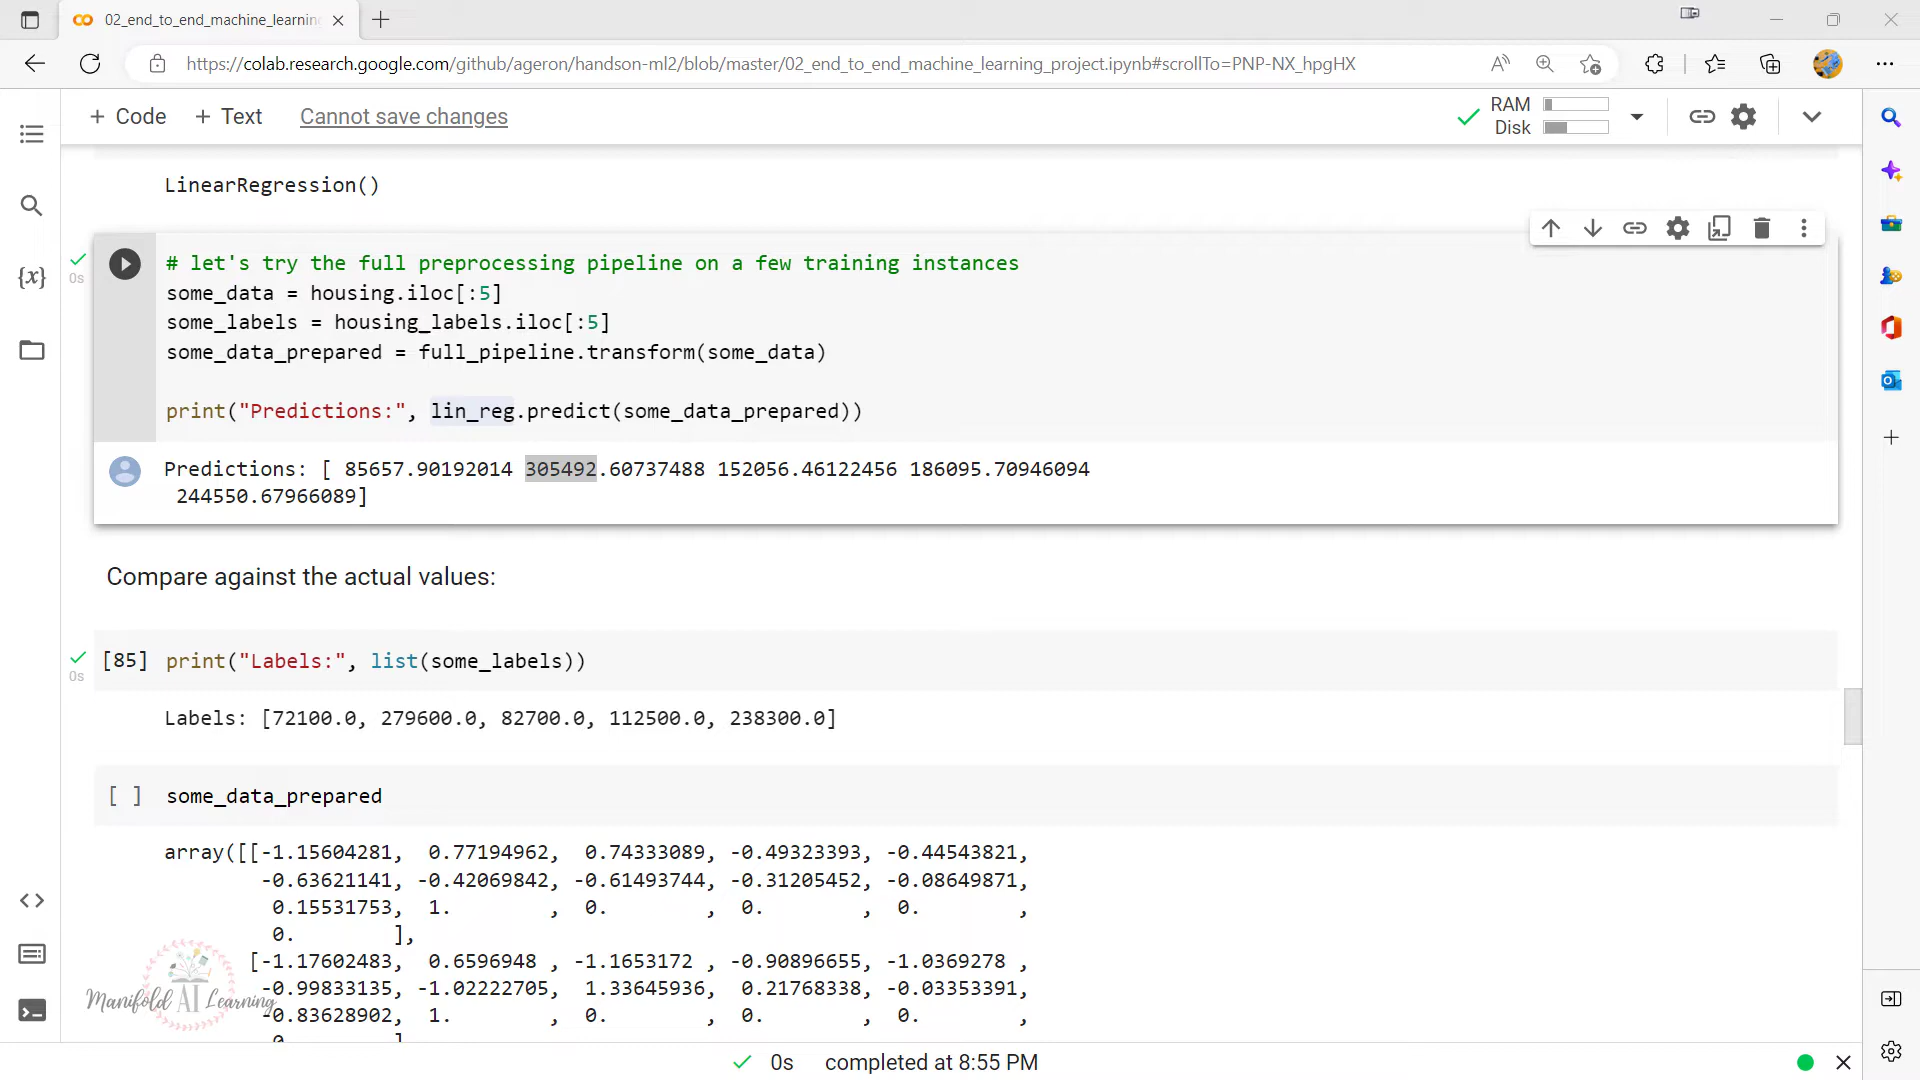 02_end_to_end_machine_learning
https://colab.research.google.com/github/ageron/handson-ml2/blob/master/02_end_to_end_machine_learning_project.ipynb#scrollTo=PNP-NX_hpgHX
+ Code + Text Cannot save changes
RAM
Disk
LinearRegression()
0s
# let's try the full preprocessing pipeline on a few training instances
some_data = housing.iloc[:5]
some_labels = housing_labels.iloc[:5]
some_data_prepared = full_pipeline.transform(some_data)
print("Predictions:", lin_reg.predict(some_data_prepared))
Predictions: [ 85657.90192014 305492.60737488 152056.46122456 186095.70946094
244550.67966089]
Compare against the actual values:
[85] print("Labels:", list(some_labels))
0s
Labels: [72100.0, 279600.0, 82700.0, 112500.0, 238300.0]
[ ] some_data_prepared
array([[-1.15604281, 0.77194962, 0.74333089, -0.49323393, -0.44543821,
-0.63621141, -0.42069842, -0.61493744, -0.31205452, -0.08649871,
0.15531753, 1. , 0. , 0. , 0. ,
0. ],
[-1.17602483, 0.6596948 , -1.1653172 , -0.90896655, -1.0369278 ,
-0.99833135, -1.02222705, 1.33645936, 0.21768338, -0.03353391,
-0.83628902, 1. , 0. , 0. , 0. ,
Manifold AI Learning
0s completed at 8:55 PM